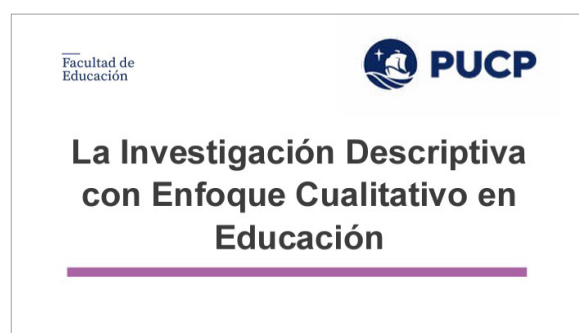 Facultad de
Educación
PUCP
La Investigación Descriptiva
con Enfoque Cualitativo en
Educación